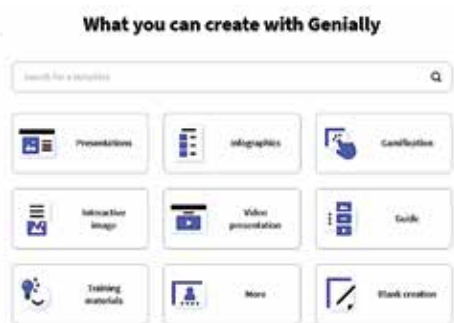 What you can create with Genially
Search for a templates
Presentations
Infographics
Gamification
Interactive
image
Video
presentation
Guide
Training
materials
More
Blank creation